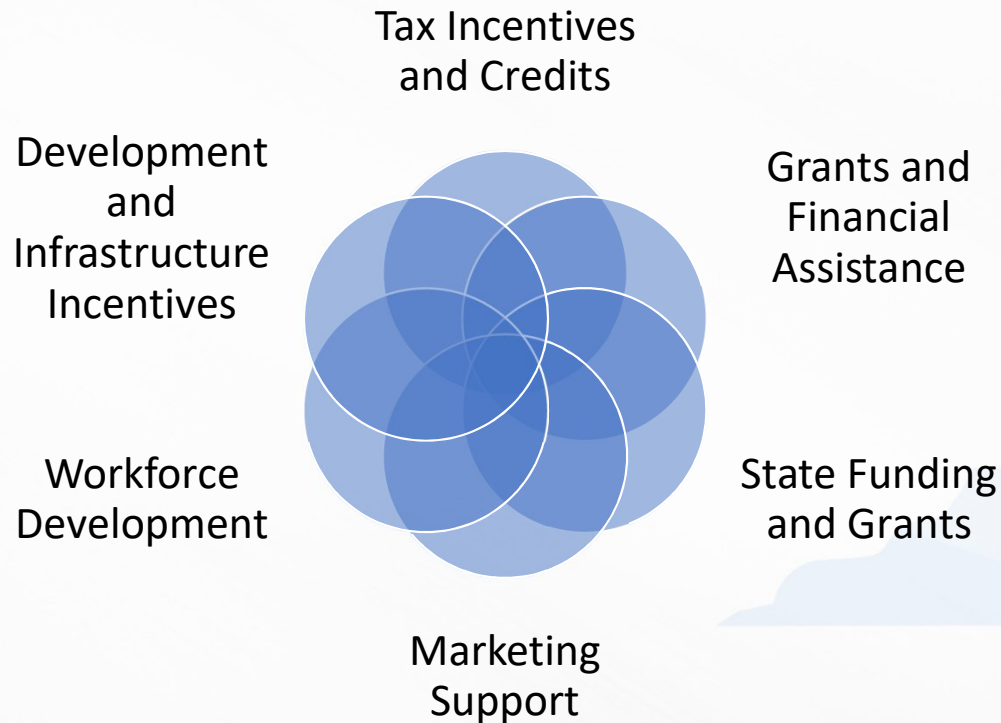 Tax Incentives
and Credits
Grants and
Financial
Assistance
State Funding
and Grants
Marketing
Support
Workforce
Development
Development
and
Infrastructure
Incentives